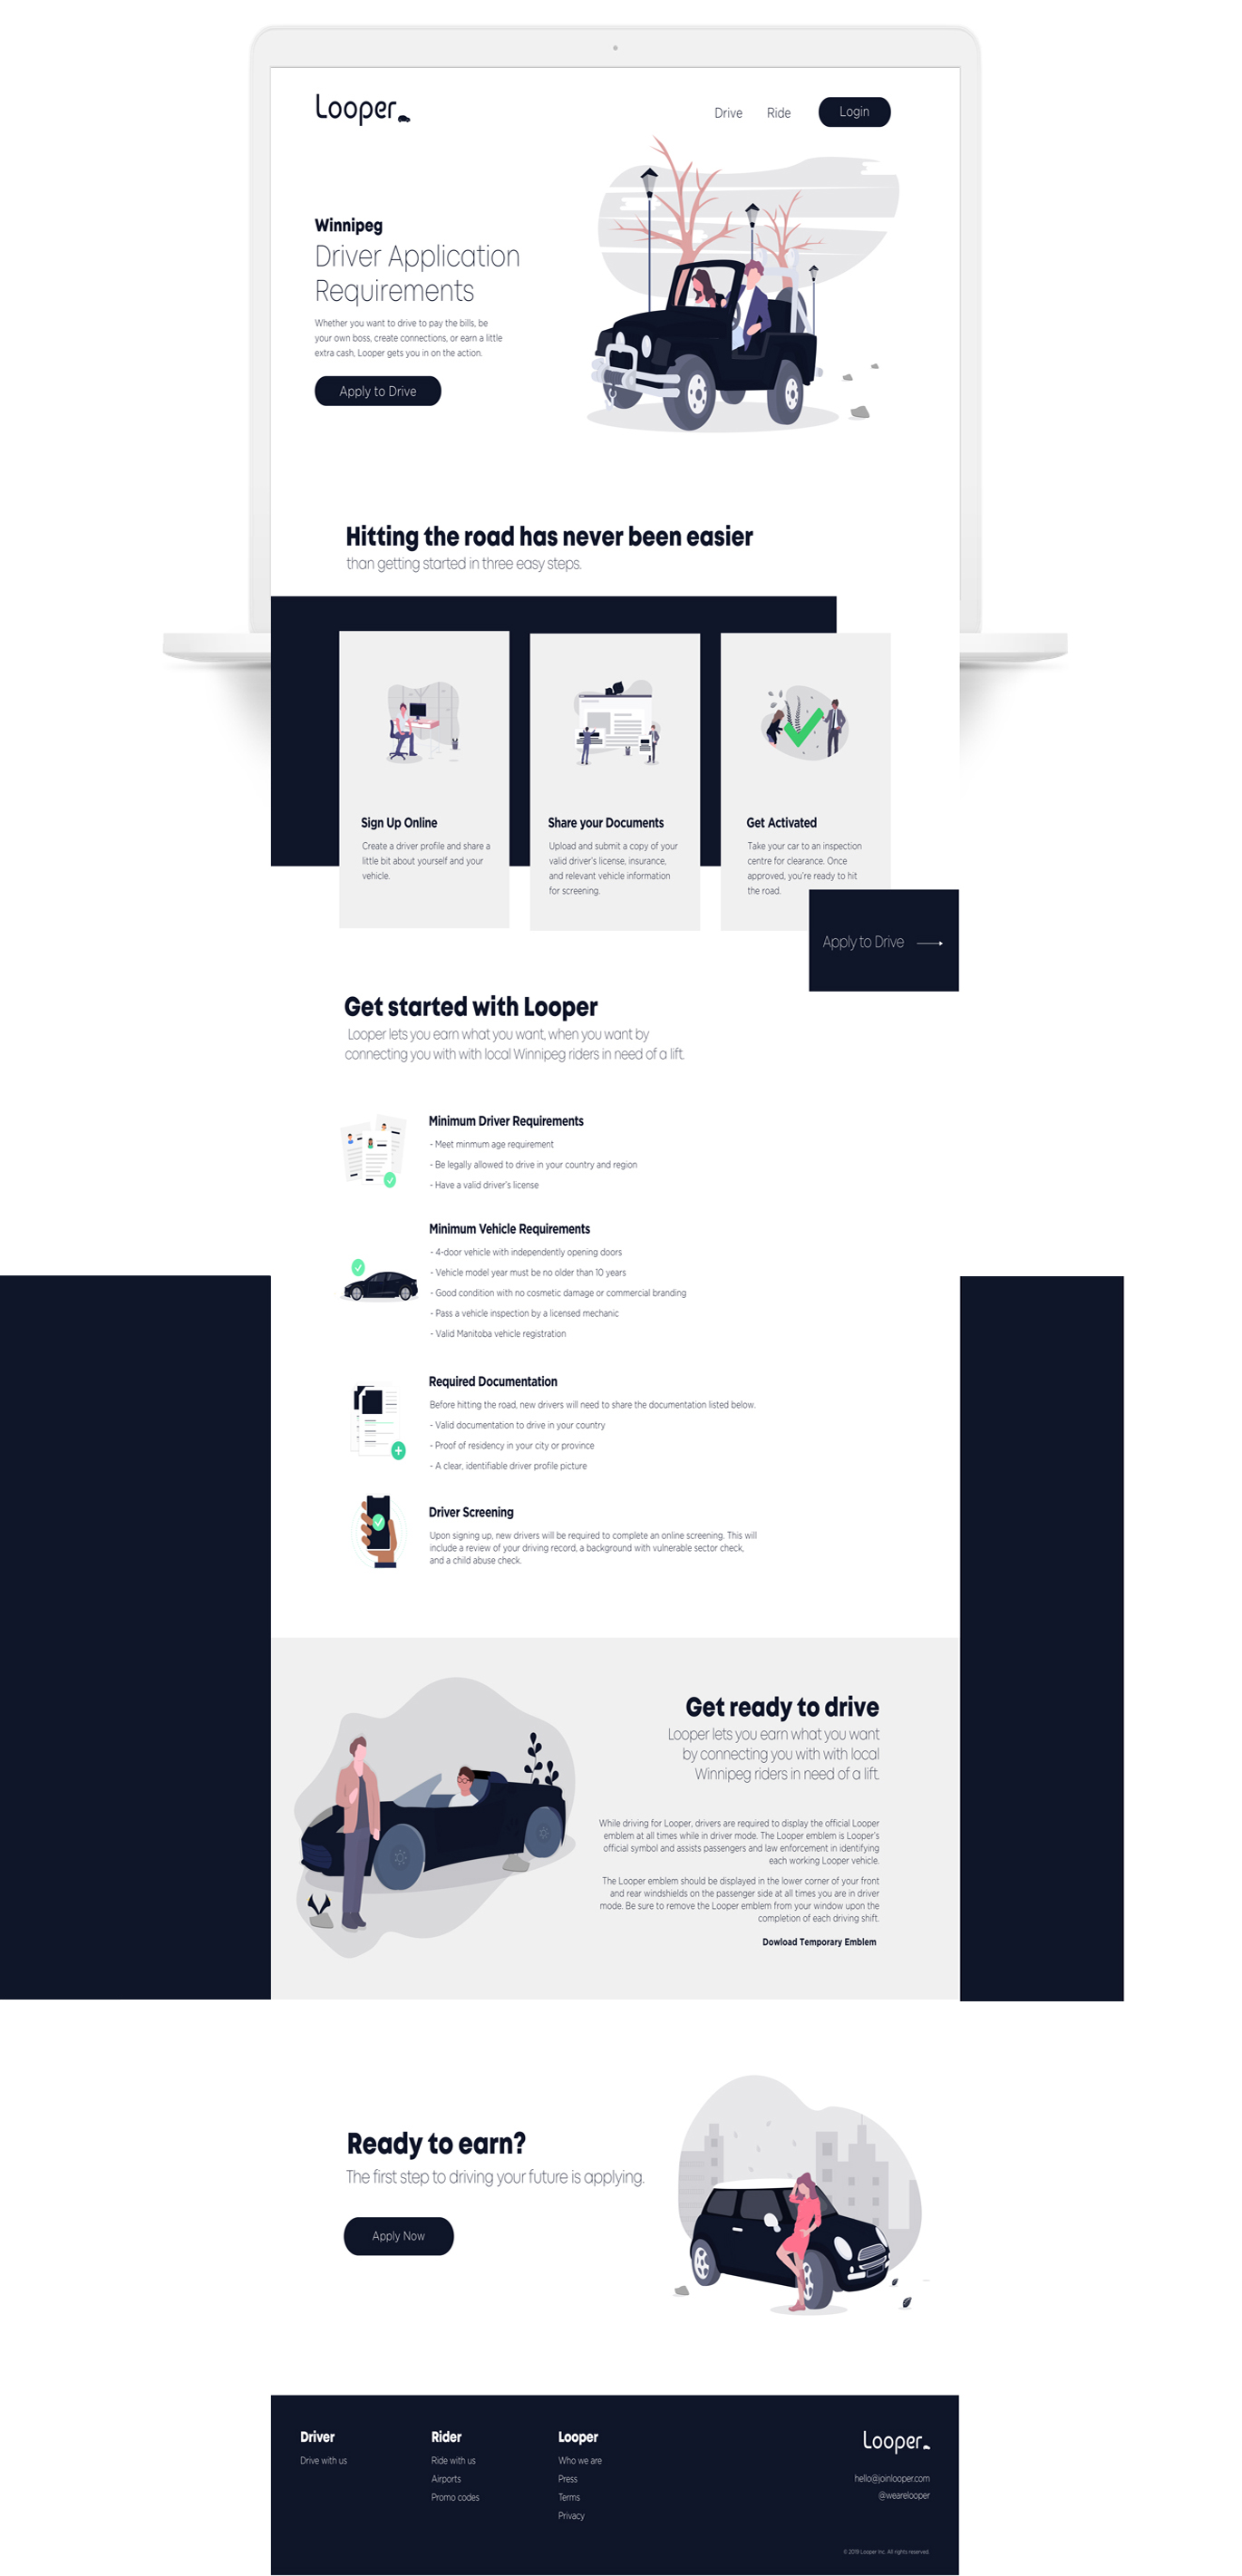 Looper
Drive
Ride
Login
Winnipeg
Driver Application
Requirements
Whether you want to drive to pay the bills, be
your own boss, create connections, or earn a little
extra cash, Looper gets you in on the action.
Apply to Drive
Hitting the road has never been easier
than getting started in three easy steps.
Sign Up Online
Create a driver profile and share a
little bit about yourself and your
vehicle.
Share your Documents
Upload and submit a copy of your
valid driver's license, insurance,
and relevant vehicle information
for screening.
Get Activated
Take your car to an inspection
centre for clearance. Once
approved, you're ready to hit
the road.
Apply to Drive
Get started with Looper
Looper lets you earn what you want, when you want by
connecting you with with local Winnipeg riders in need of a lift.
Minimum Driver Requirements
- Meet minmum age requirement
- Be legally allowed to drive in your country and region
- Have a valid driver's license
Minimum Vehicle Requirements
- 4-door vehicle with independently opening doors
- Vehicle model year must be no older than 10 years
- Good condition with no cosmetic damage or commercial branding
- Pass a vehicle inspection by a licensed mechanic
- Valid Manitoba vehicle registration
Required Documentation
Before hitting the road, new drivers will need to share the documentation listed below.
- Valid documentation to drive in your country
- Proof of residency in your city or province
- A clear, identifiable driver profile picture
Driver Screening
Upon signing up, new drivers will be required to complete an online screening. This will
include a review of your driving record, a background with vulnerable sector check,
and a child abuse check.
Get ready to drive
Looper lets you earn what you want
by connecting you with with local
Winnipeg riders in need of a lift.
While driving for Looper, drivers are required to display the official Looper
emblem at all times while in driver mode. The Looper emblem is Looper's
official symbol and assists passengers and law enforcement in identifying
each working Looper vehicle.
The Looper emblem should be displayed in the lower corner of your front
and rear windshields on the passenger side at all times you are in driver
mode. Be sure to remove the Looper emblem from your window upon the
completion of each driving shift.
Dowload Temporary Emblem
Ready to earn?
The first step to driving your future is applying.
Apply Now
Driver
Drive with us
Rider
Ride with us
Airports
Promo codes
Looper
Who we are
Press
Terms
Privacy
Looper
hello@joinlooper.com
@wearelooper
© 2019 Looper Inc. All rights reserved.